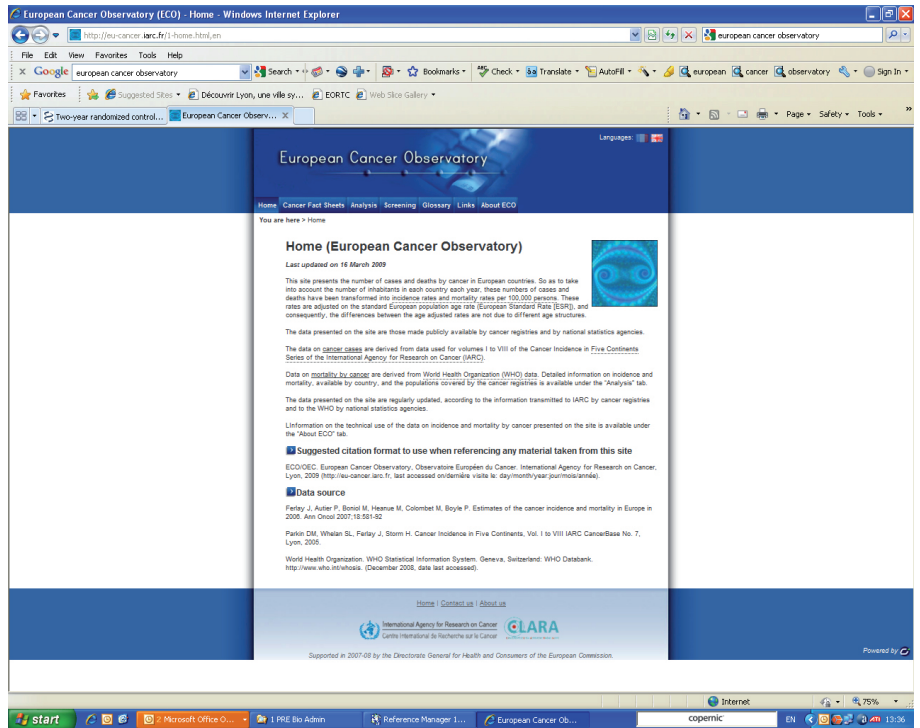 European Cancer Observatory (ECO) - Home - Windows Internet Explorer
http://eu-cancer.iarc.fr/1-home.html,en
european cancer observatory
File Edit View Favorites Tools Help
x Google european cancer observatory Search Bookmarks Check Translate AutoFill european cancer observatory Sign In
Favorites Suggested Sites Découvrir Lyon, une ville sy... EORTC Web Slice Gallery
Two-year randomized control... European Cancer Observ... X Page Safety Tools »
Languages:
European Cancer Observatory
Home Cancer Fact Sheets Analysis Screening Glossary Links About ECO
You are here > Home
Home (European Cancer Observatory)
Last updated on 16 March 2009
This site presents the number of cases and deaths by cancer in European countries. So as to take
into account the number of inhabitants in each country each year, these numbers of cases and
deaths have been transformed into incidence rates and mortality rates per 100,000 persons. These
rates are adjusted on the standard European population age rate (European Standard Rate (ESR)), and
consequently, the differences between the age adjusted rates are not due to different age structures.
The data presented on the site are those made publicly available by cancer registries and by national statistics agencies.
The data on cancer cases are derived from data used for volumes I to VIII of the Cancer Incidence in Five Continents
Series of the International Agency for Research on Cancer (IARC).
Data on mortality by cancer are derived from World Health Organization (WHO) data. Detailed information on incidence and
mortality, available by country, and the populations covered by the cancer registries is available under the "Analysis" tab.
The data presented on the site are regularly updated, according to the information transmitted to IARC by cancer registries
and to the WHO by national statistics agencies.
LInformation on the technical use of the data on incidence and mortality by cancer presented on the site is available under
the "About ECO" tab.
Suggested citation format to use when referencing any material taken from this site
ECO/OEC. European Cancer Observatory, Observatoire Européen du Cancer. International Agency for Research on Cancer,
Lyon, 2009 (http://eu-cancer.iarc.fr, last accessed on/dernière visite le: day/month/year.jour/mois/année).
Data source
Ferlay J, Autier P, Boniol M, Heanue M, Colombet M, Boyle P. Estimates of the cancer incidence and mortality in Europe in
2006. Ann Oncol 2007;18:581-92
Parkin DM, Whelan SL, Ferlay J, Storm H. Cancer Incidence in Five Continents, Vol. I to VIII IARC CancerBase No. 7,
Lyon, 2005.
World Health Organization. WHO Statistical Information System. Geneva, Switzerland: WHO Databank.
http://www.who.int/whosis. (December 2008, date last accessed).
Home | Contact us | About us
International Agency for Research on Cancer
Centre International de Recherche sur le Cancer
CLARA
Supported in 2007-08 by the Directorate General for Health and Consumers of the European Commission.
Powered by
Internet 75%
start 2 Microsoft Office O... 1 PRE Bio Admin Reference Manager 1... European Cancer Ob... copernic EN 13:36